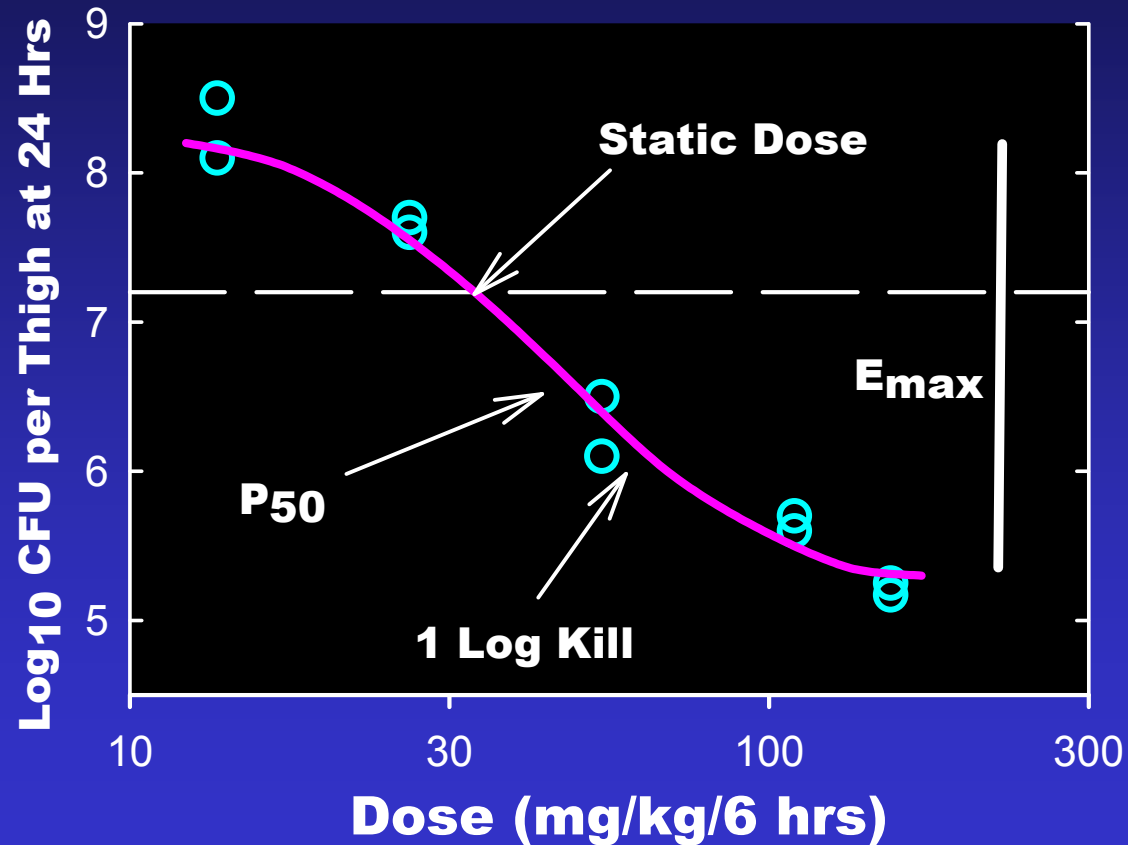 Log10 CFU per Thigh at 24 Hrs
9
8
7
6
5
Static Dose
Emax
P50
1 Log Kill
10 30 100 300
Dose (mg/kg/6 hrs)